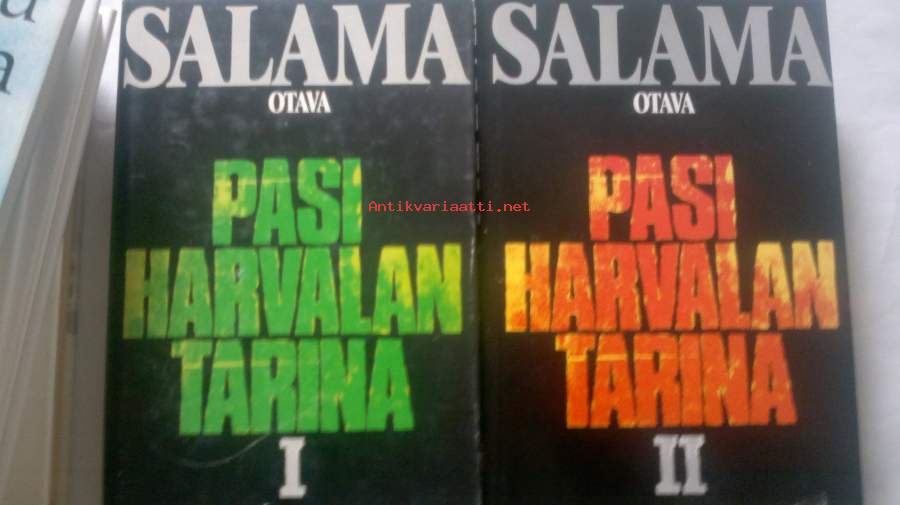 SALAMA
OTAVA
PASI
HARVALAN
TARINA
I
SALAMA
OTAVA
PASI
HARVALAN
TARINA
II
Antikvariaatti.net